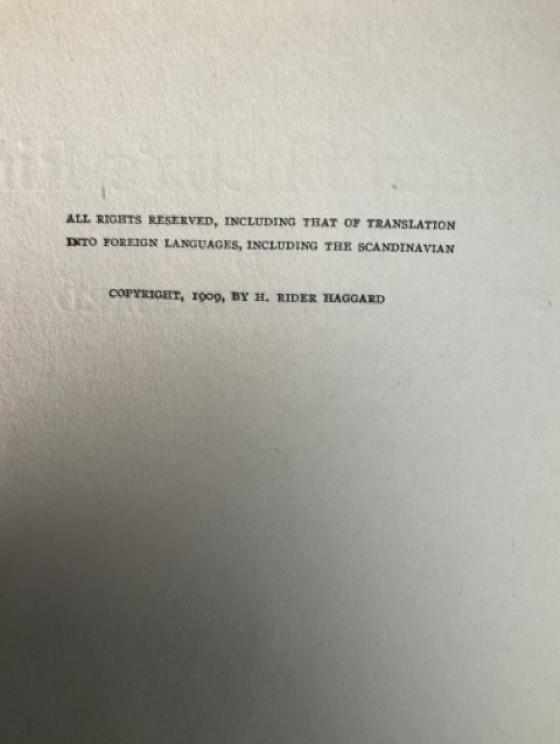 ALL RIGHTS RESERVED, INCLUDING THAT OF TRANSLATION
INTO FOREIGN LANGUAGES, INCLUDING THE SCANDINAVIAN
COPYRIGHT, 1909, BY H. RIDER HAGGARD